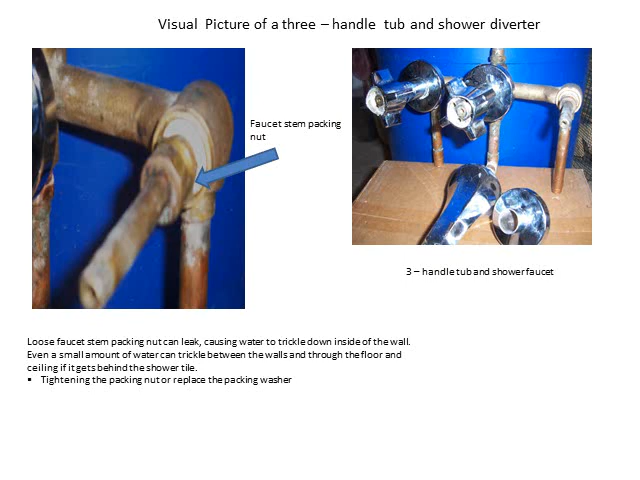 Visual Picture of a three – handle tub and shower diverter
Faucet stem packing
nut
3 – handle tub and shower faucet
Loose faucet stem packing nut can leak, causing water to trickle down inside of the wall.
Even a small amount of water can trickle between the walls and through the floor and
ceiling if it gets behind the shower tile.
▪ Tightening the packing nut or replace the packing washer